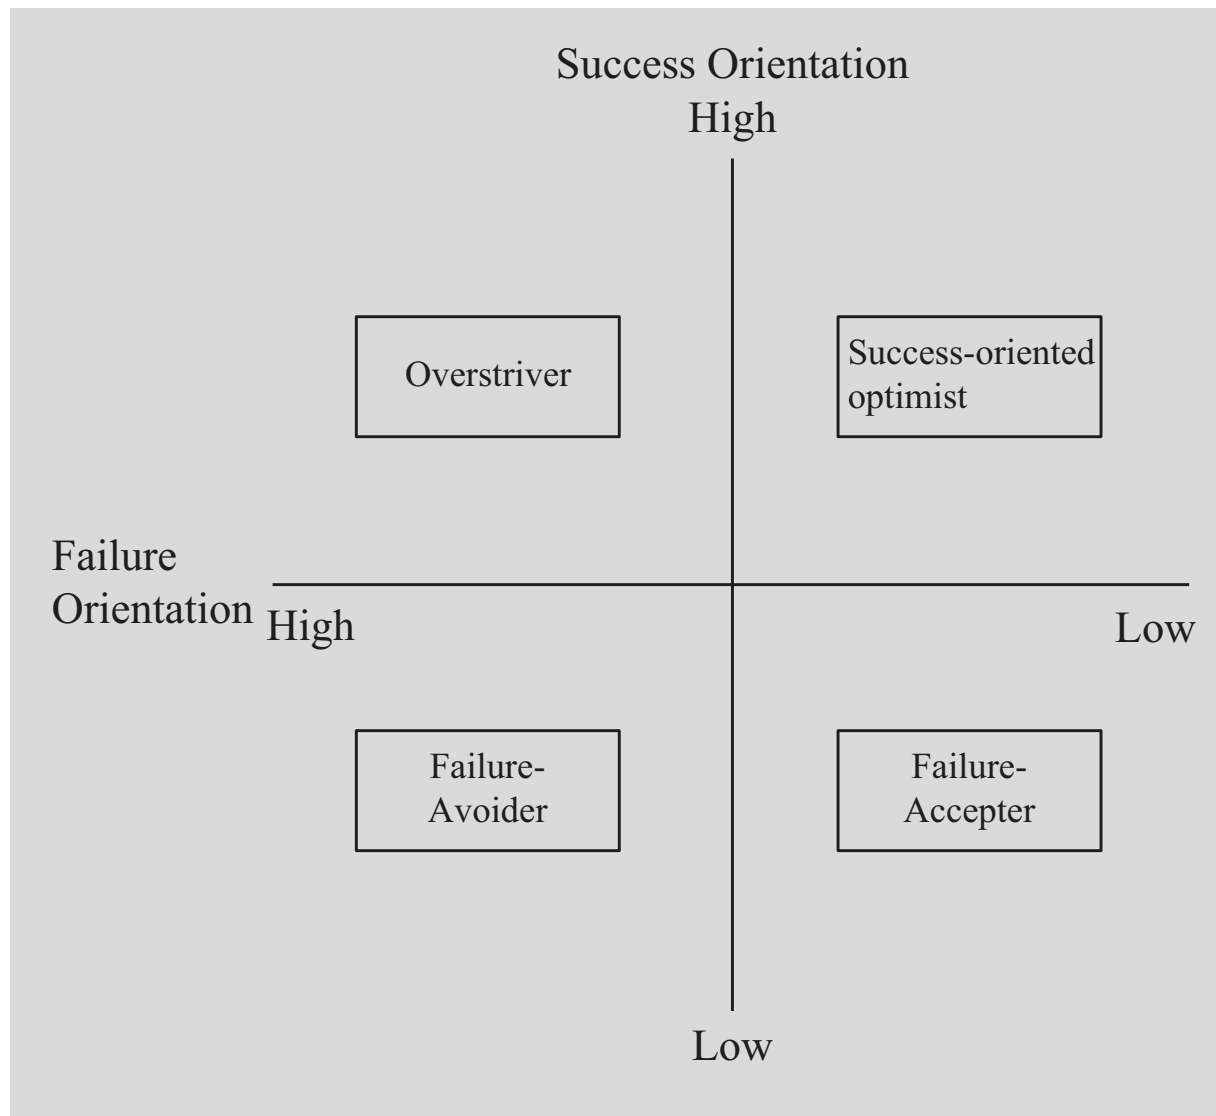 Success Orientation
High
Overstriver
Success-oriented
optimist
Failure
Orientation
High
Low
Failure-
Avoider
Failure-
Accepter
Low